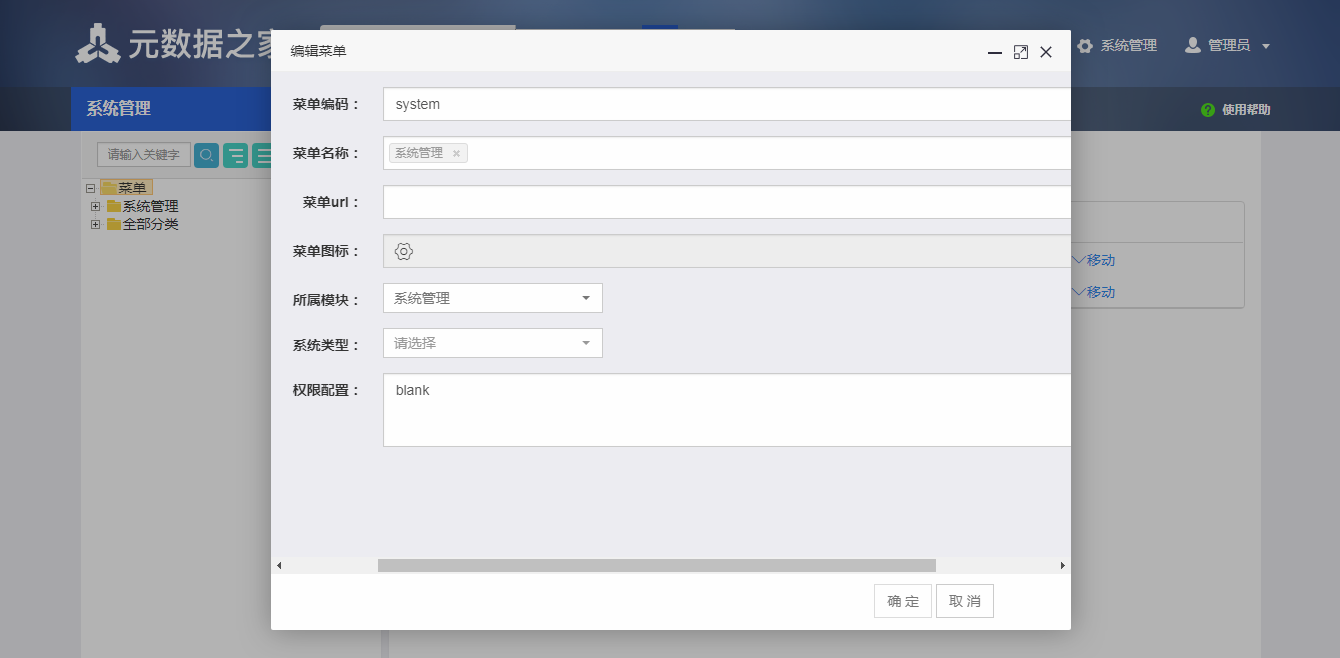 元数据之家
系统管理
管理员
系统管理
使用帮助
请输入关键字
菜单
系统管理
全部分类
移动
移动
编辑菜单
菜单编码：
system
菜单名称：
系统管理 ×
菜单url：
菜单图标：
所属模块：
系统管理
系统类型：
请选择
权限配置：
blank
确 定
取 消